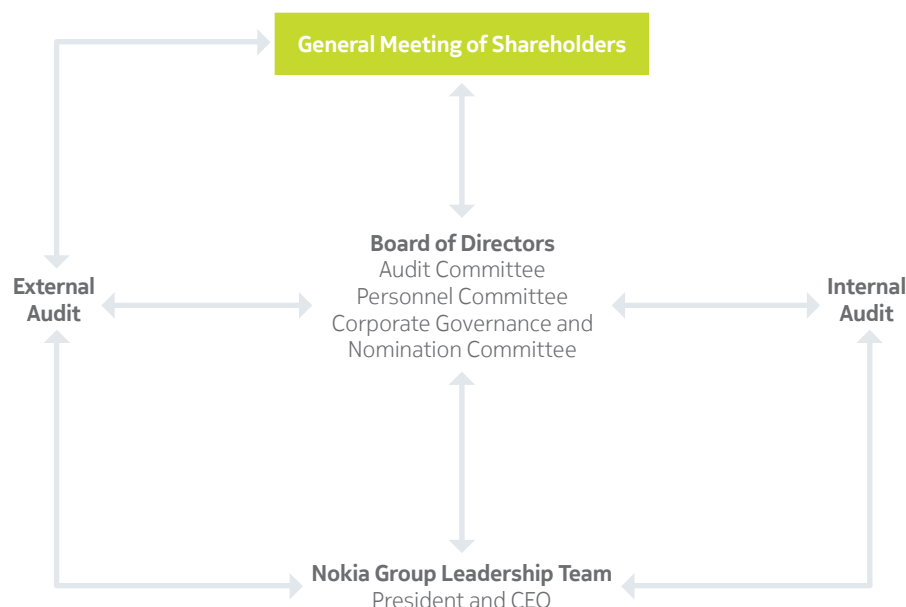 General Meeting of Shareholders
Board of Directors
Audit Committee
Personnel Committee
Corporate Governance and
Nomination Committee
External
Audit
Internal
Audit
Nokia Group Leadership Team
President and CEO